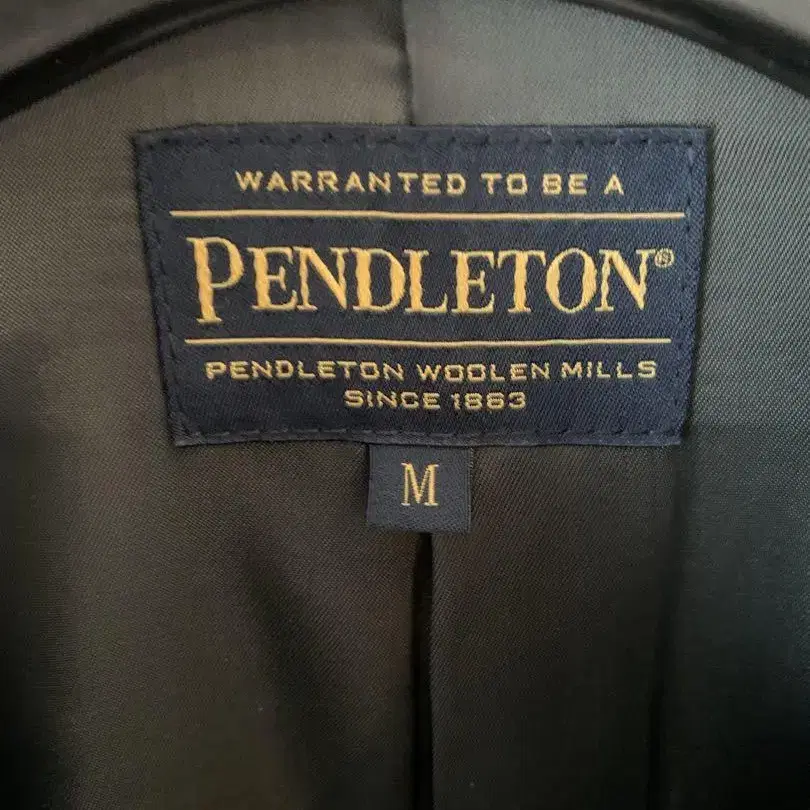 WARRANTED TO BE A
PENDLETON®
PENDLETON WOOLEN MILLS
SINCE 1863
M